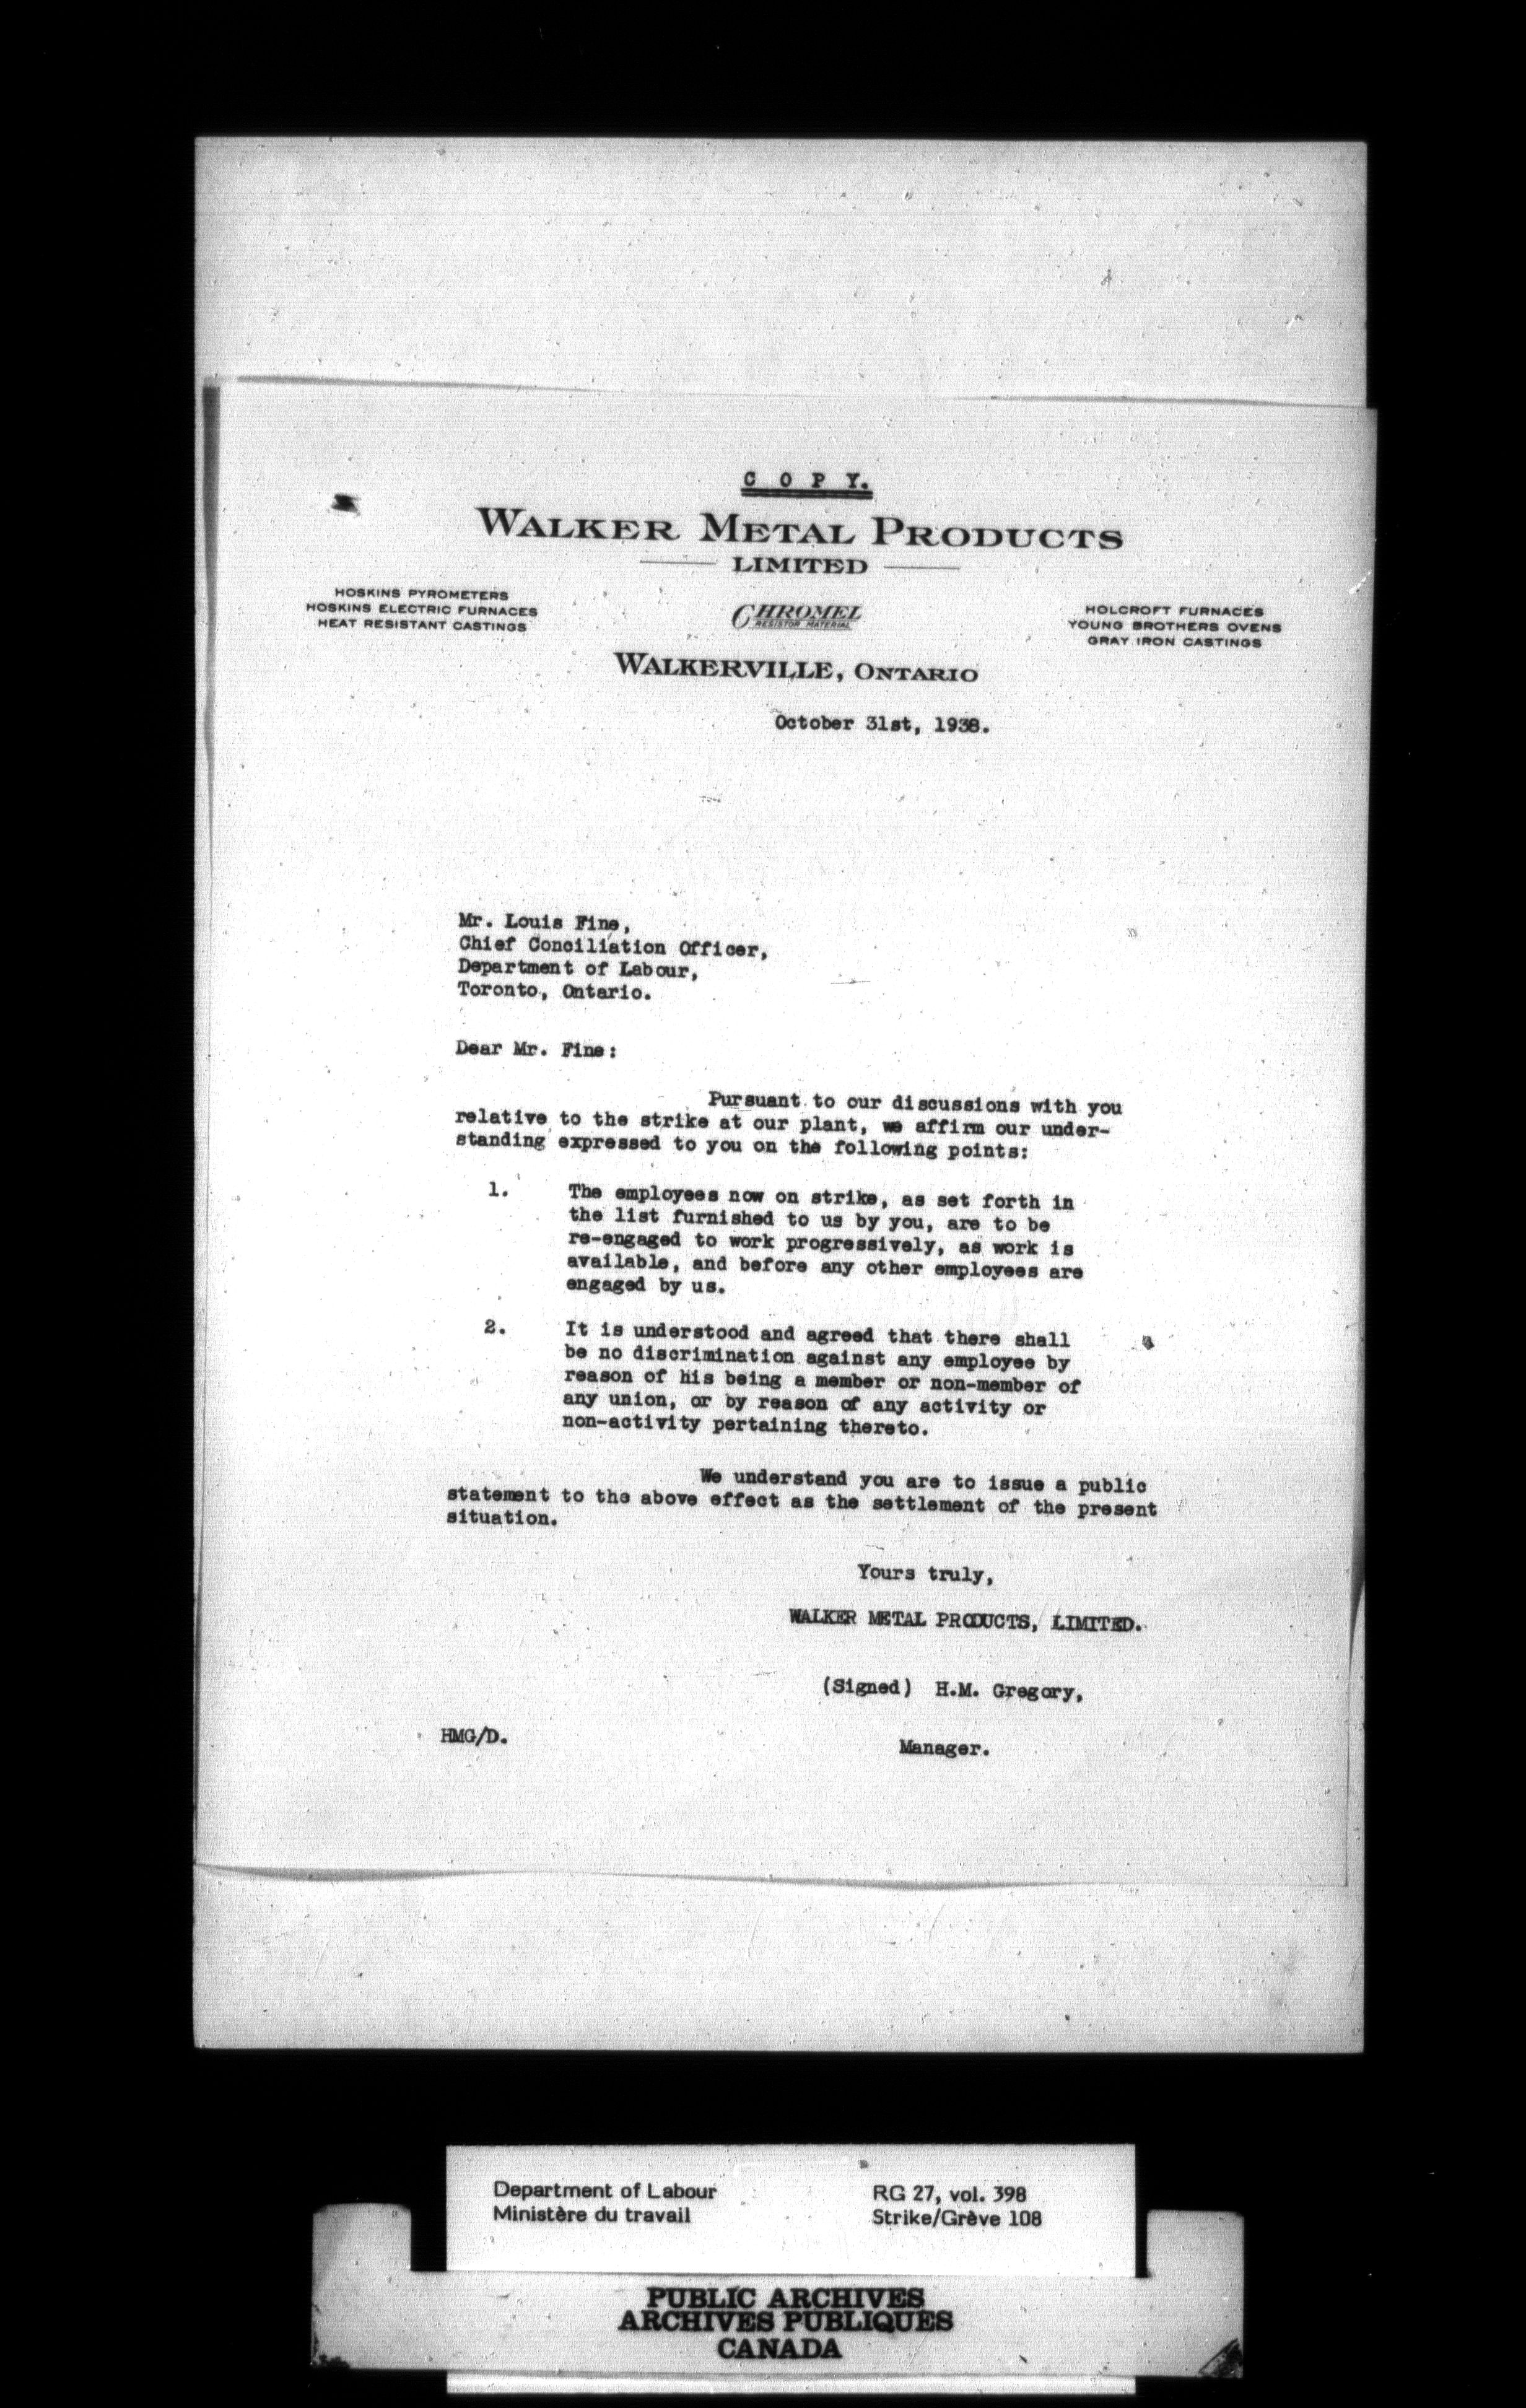 C O P Y.
WALKER METAL PRODUCTS
LIMITED
HOSKINS PYROMETERS
HOSKINS ELECTRIC FURNACES
HEAT RESISTANT CASTINGS
CHROMEL
RESISTOR MATERIAL
HOLCROFT FURNACES
YOUNG BROTHERS OVENS
GRAY IRON CASTINGS
WALKERVILLE, ONTARIO
October 31st, 1938.
Mr. Louis Fine,
Chief Conciliation Officer,
Department of Labour,
Toronto, Ontario.
Dear Mr. Fine:
Pursuant to our discussions with you
relative to the strike at our plant, we affirm our under-
standing expressed to you on the following points:
1. The employees now on strike, as set forth in
the list furnished to us by you, are to be
re-engaged to work progressively, as work is
available, and before any other employees are
engaged by us.
2. It is understood and agreed that there shall
be no discrimination against any employee by
reason of his being a member or non-member of
any union, or by reason of any activity or
non-activity pertaining thereto.
We understand you are to issue a public
statement to the above effect as the settlement of the present
situation.
Yours truly,
WALKER METAL PRODUCTS, LIMITED.
(Signed) H.M. Gregory,
HMG/D.
Manager.
Department of Labour
Ministère du travail
RG 27, vol. 398
Strike/Grève 108
PUBLIC ARCHIVES
ARCHIVES PUBLIQUES
CANADA